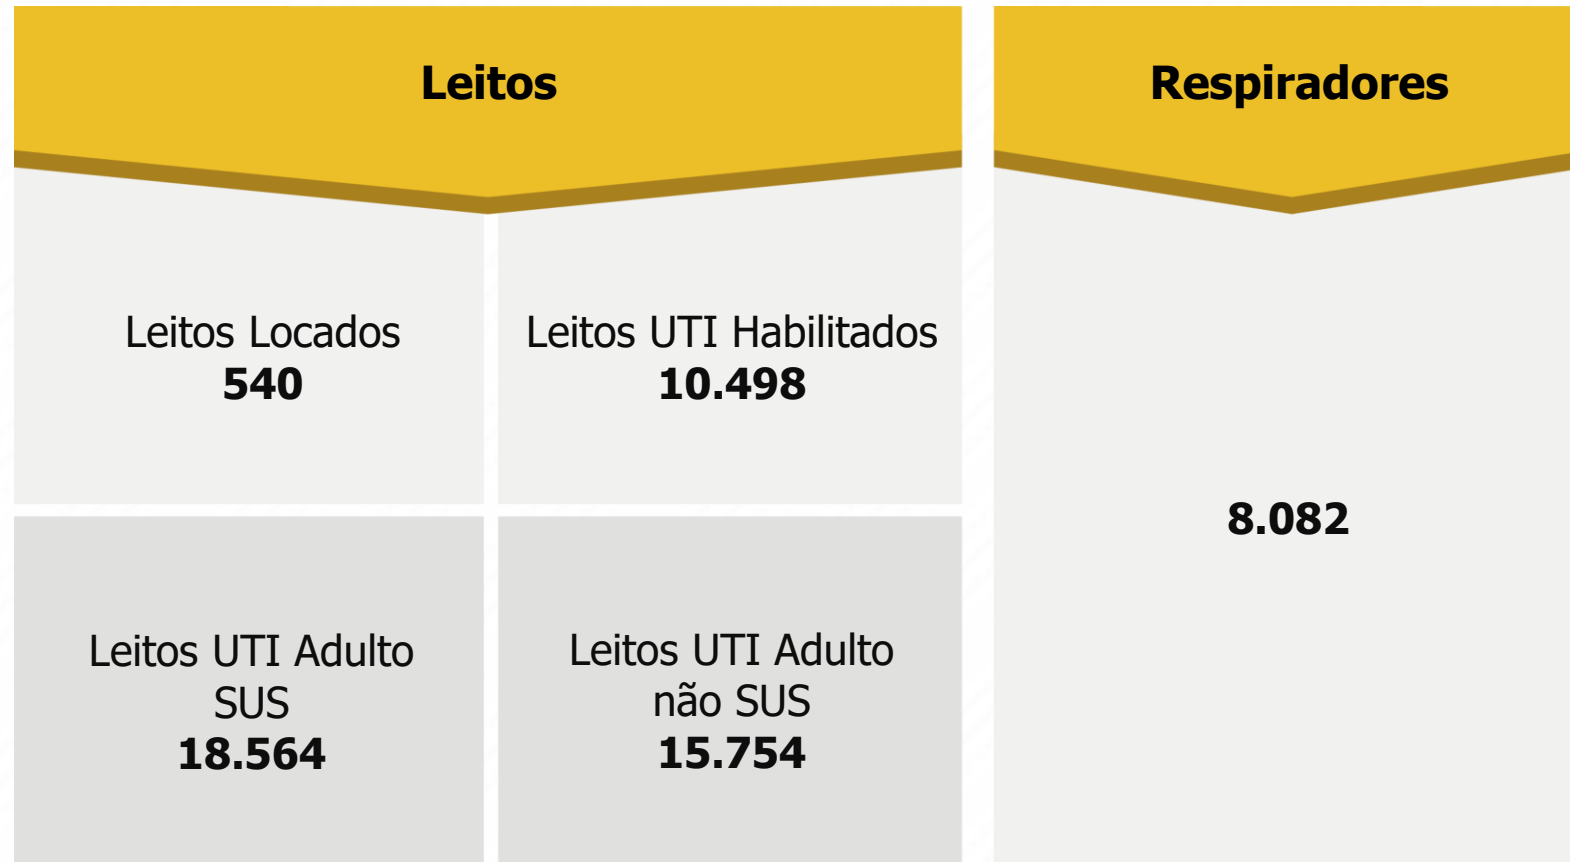 Leitos
Respiradores
Leitos Locados
540
Leitos UTI Habilitados
10.498
Leitos UTI Adulto
SUS
18.564
Leitos UTI Adulto
não SUS
15.754
8.082